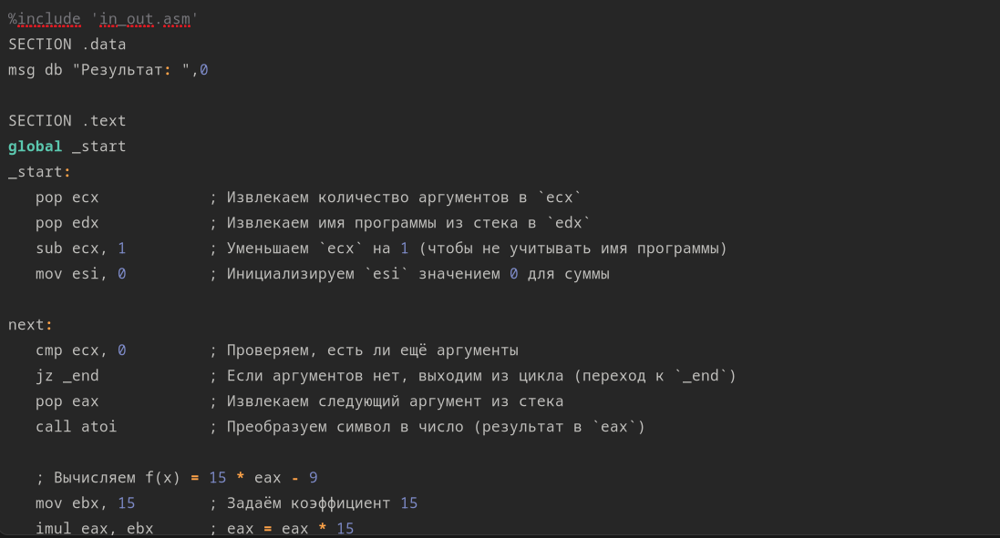 %include 'in_out.asm'
SECTION .data
msg db "Результат: ",0
SECTION .text
global _start
_start:
pop ecx ; Извлекаем количество аргументов в `ecx`
pop edx ; Извлекаем имя программы из стека в `edx`
sub ecx, 1 ; Уменьшаем `ecx` на 1 (чтобы не учитывать имя программы)
mov esi, 0 ; Инициализируем `esi` значением 0 для суммы
next:
cmp ecx, 0 ; Проверяем, есть ли ещё аргументы
jz _end ; Если аргументов нет, выходим из цикла (переход к `_end`)
pop eax ; Извлекаем следующий аргумент из стека
call atoi ; Преобразуем символ в число (результат в `eax`)
; Вычисляем f(x) = 15 * eax - 9
mov ebx, 15 ; Задаём коэффициент 15
imul eax, ebx ; eax = eax * 15